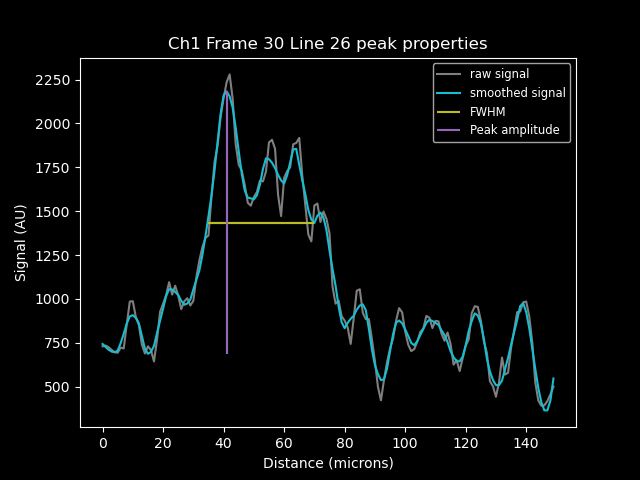 Ch1 Frame 30 Line 26 peak properties
raw signal
smoothed signal
FWHM
Peak amplitude
Signal (AU)
2250
2000
1750
1500
1250
1000
750
500
0 20 40 60 80 100 120 140
Distance (microns)